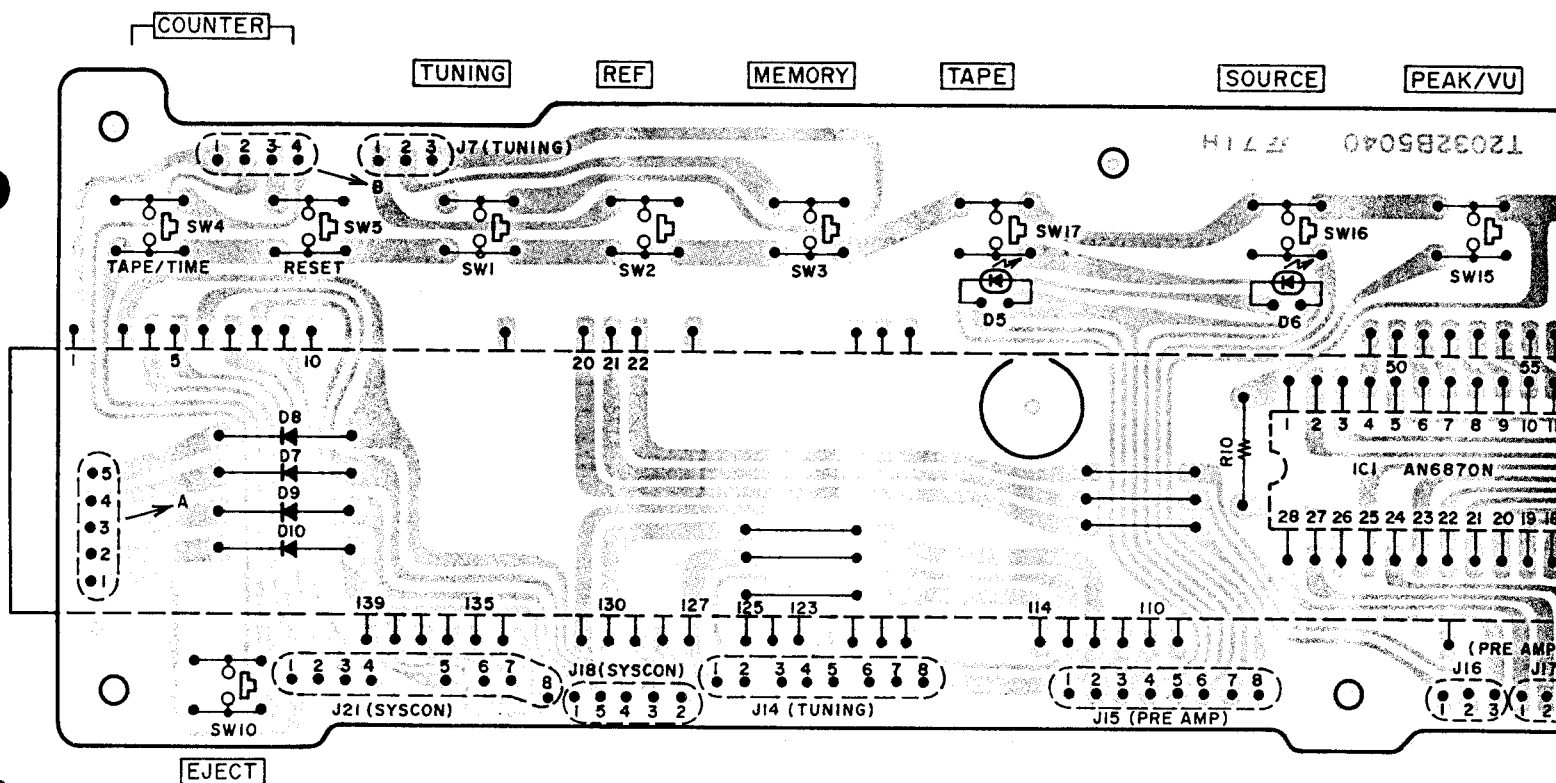 COUNTER
TUNING REF MEMORY TAPE SOURCE PEAK/VU
1 2 3 4 1 2 3 J7 (TUNING)
T2032B5040
B
SW4 SW5 SW17 SW16
TAPE/TIME RESET SW1 SW2 SW3 SW15
D5 D6
1 5 10 20 21 22 50 55
D8
1 2 3 4 5 6 7 8 9 10 11
D7
R10
IC1 AN6870N
5
4
3
2
1
A
D9
D10
28 27 26 25 24 23 22 21 20 19 18
139 135 130 127 125 123 114 110
1 2 3 4 5 6 7 8
J21 (SYSCON)
J18 (SYSCON)
1 5 4 3 2
1 2 3 4 5 6 7 8
J14 (TUNING)
1 2 3 4 5 6 7 8
J15 (PRE AMP)
(PRE AMP
J16 J17
1 2 3 1 2
SW10
EJECT